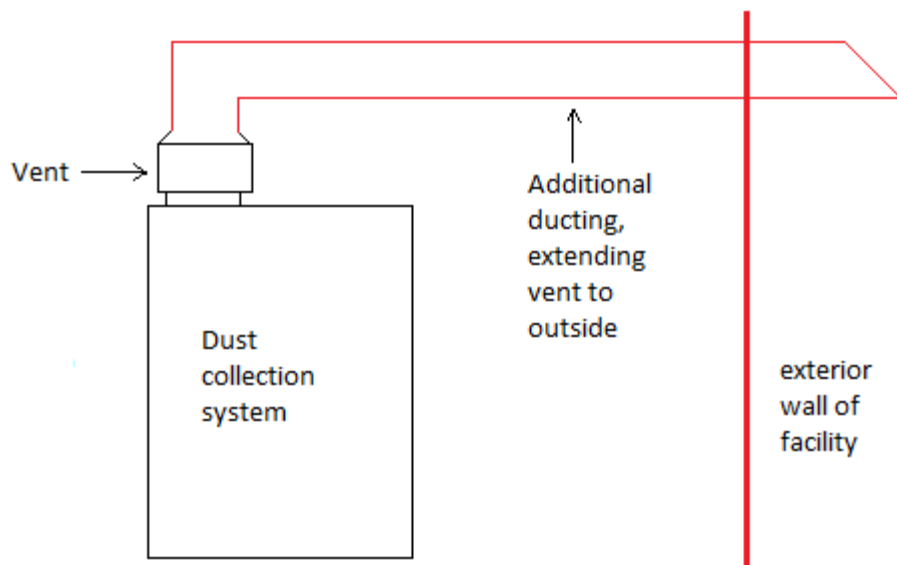 Vent
Additional
ducting,
extending
vent to
outside
Dust
collection
system
exterior
wall of
facility